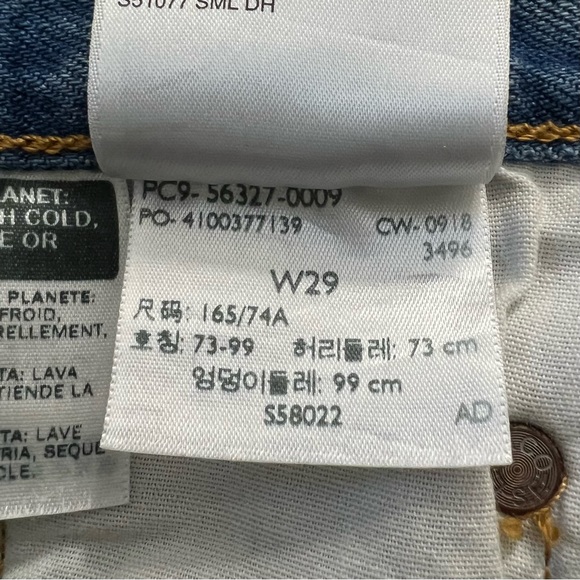 S51077 SML DH
PC9- 56327-0009
PO- 4100377139 CW- 0918
3496
W29
尺码: 165/74A
호칭: 73-99 허리둘레: 73 cm
엉덩이둘레: 99 cm
S58022 AD
ANET:
H COLD,
E OR
PLANETE:
FROID,
RELLEMENT,
TA: LAVA
TIENDE LA
TA: LAVE
RIA, SEQUE
OLE.